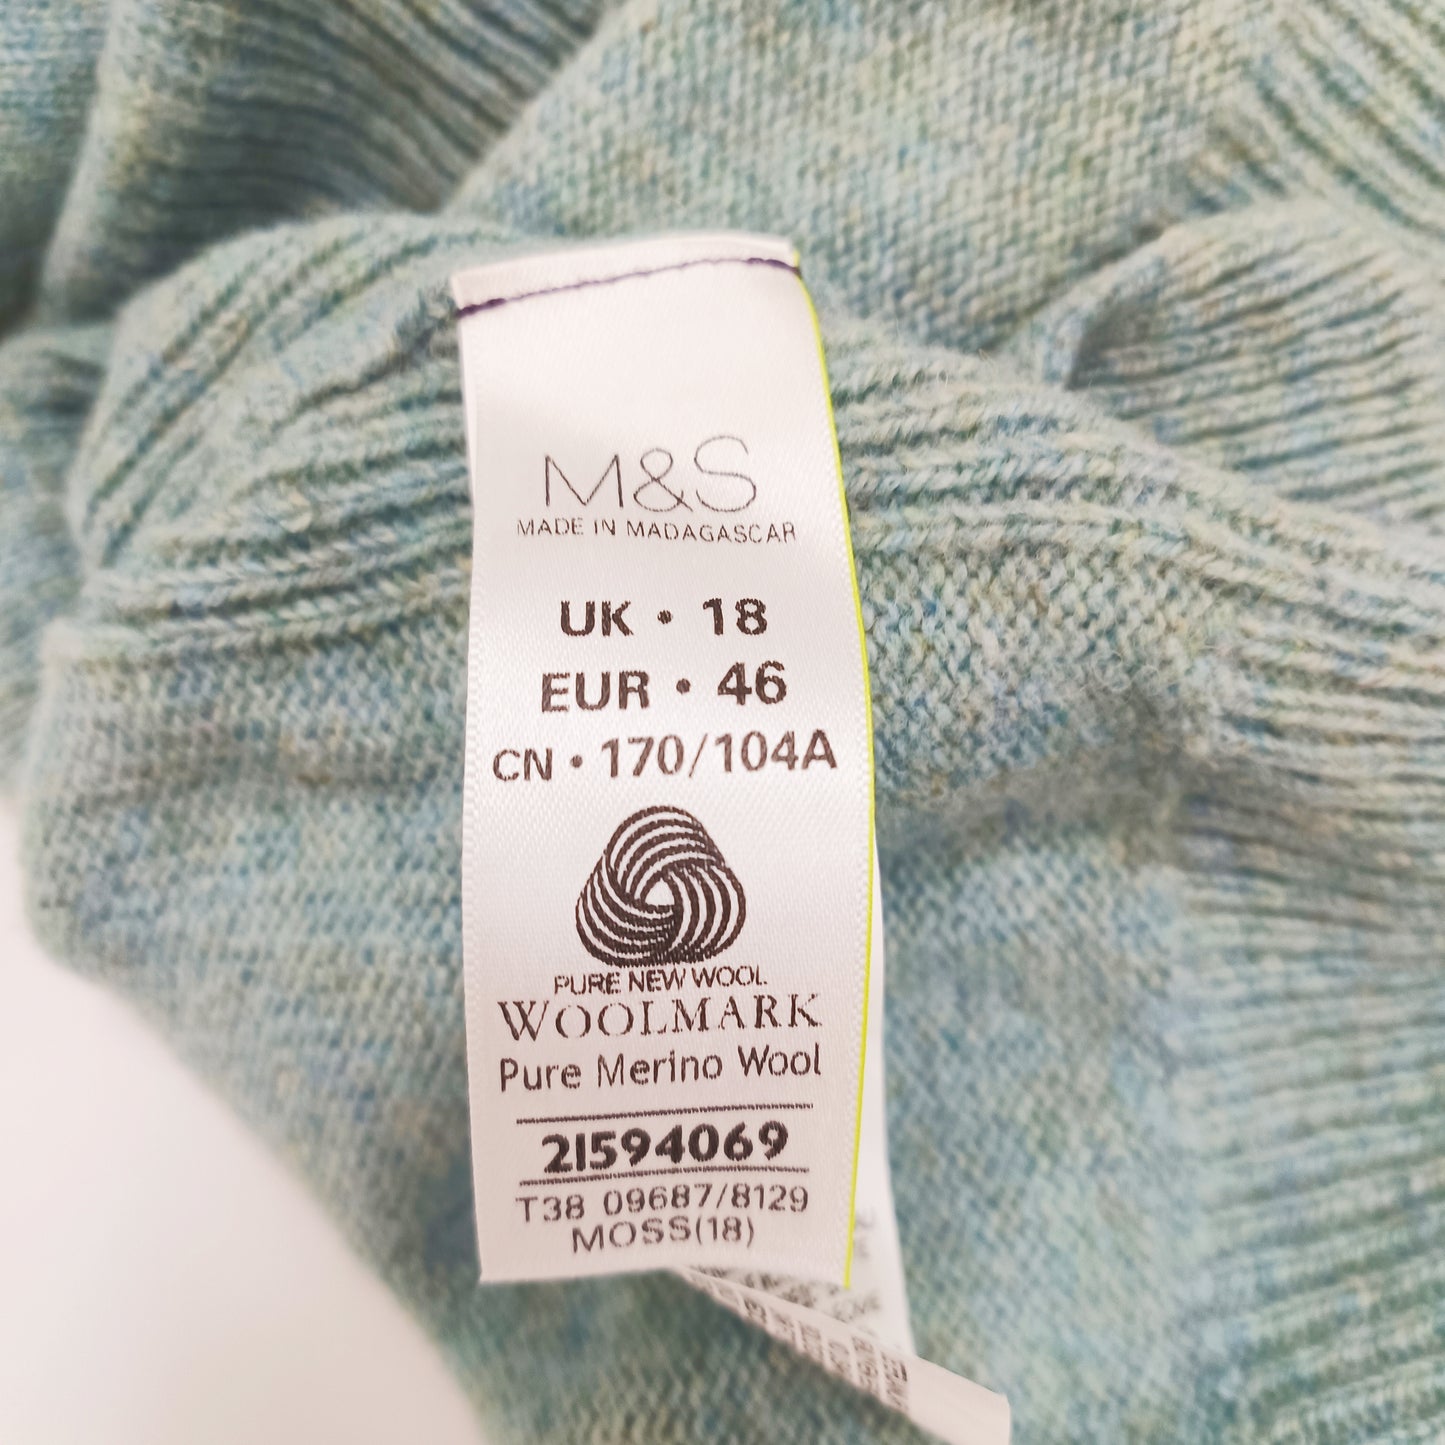 M&S
MADE IN MADAGASCAR
UK • 18
EUR • 46
CN • 170/104A
PURE NEW WOOL
WOOLMARK
Pure Merino Wool
21594069
T38 09687/8129
MOSS(18)